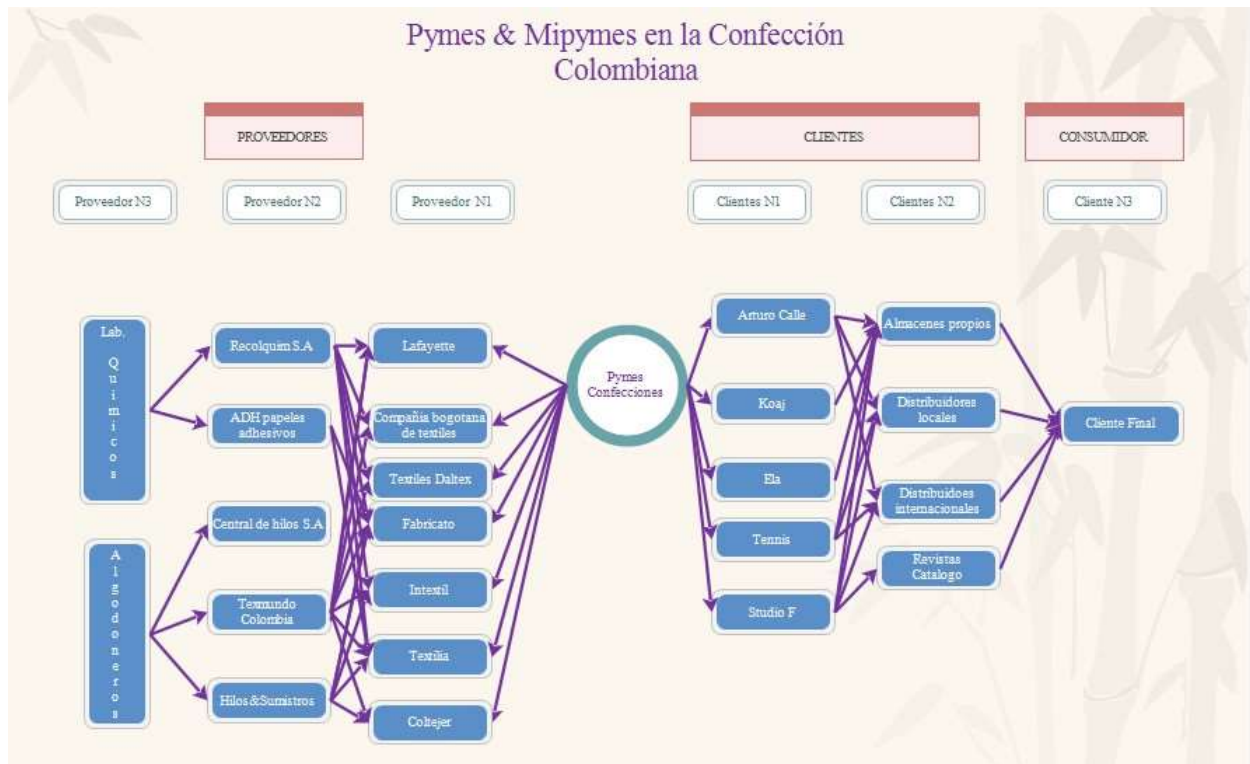 Pymes & Mipymes en la Confección
Colombiana
PROVEEDORES
CLIENTES
CONSUMIDOR
Proveedor N3
Proveedor N2
Proveedor N1
Clientes N1
Clientes N2
Cliente N3
Lab.
Quimicos
Algodoneros
Recolquim S.A
ADH papeles
adhesivos
Central de hilos S.A
Texmundo
Colombia
Hilos&Sumistros
Lafayette
Compañia bogotana
de textiles
Textiles Daltex
Fabricato
Intextil
Textilia
Coltejer
Pymes
Confecciones
Arturo Calle
Koaj
Ela
Tennis
Studio F
Almacenes propios
Distribuidores
locales
Distribuidoes
internacionales
Revistas
Catalogo
Cliente Final